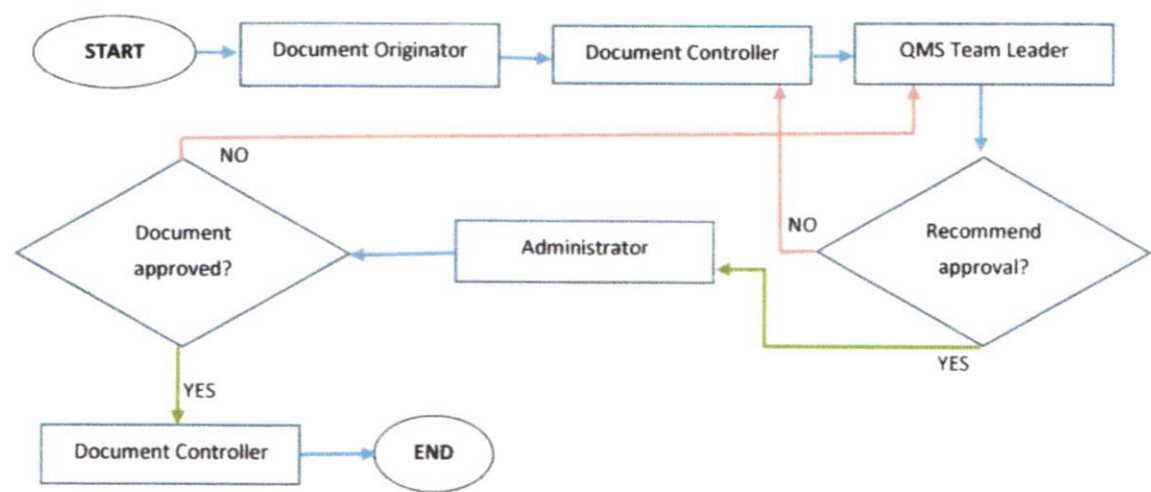 START
Document Originator
Document Controller
QMS Team Leader
NO
Document
approved?
Administrator
NO
Recommend
approval?
YES
YES
Document Controller
END